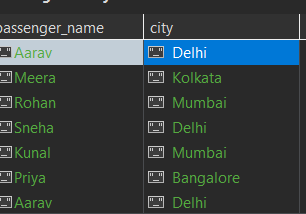 passenger_name city
Aarav Delhi
Meera Kolkata
Rohan Mumbai
Sneha Delhi
Kunal Mumbai
Priya Bangalore
Aarav Delhi